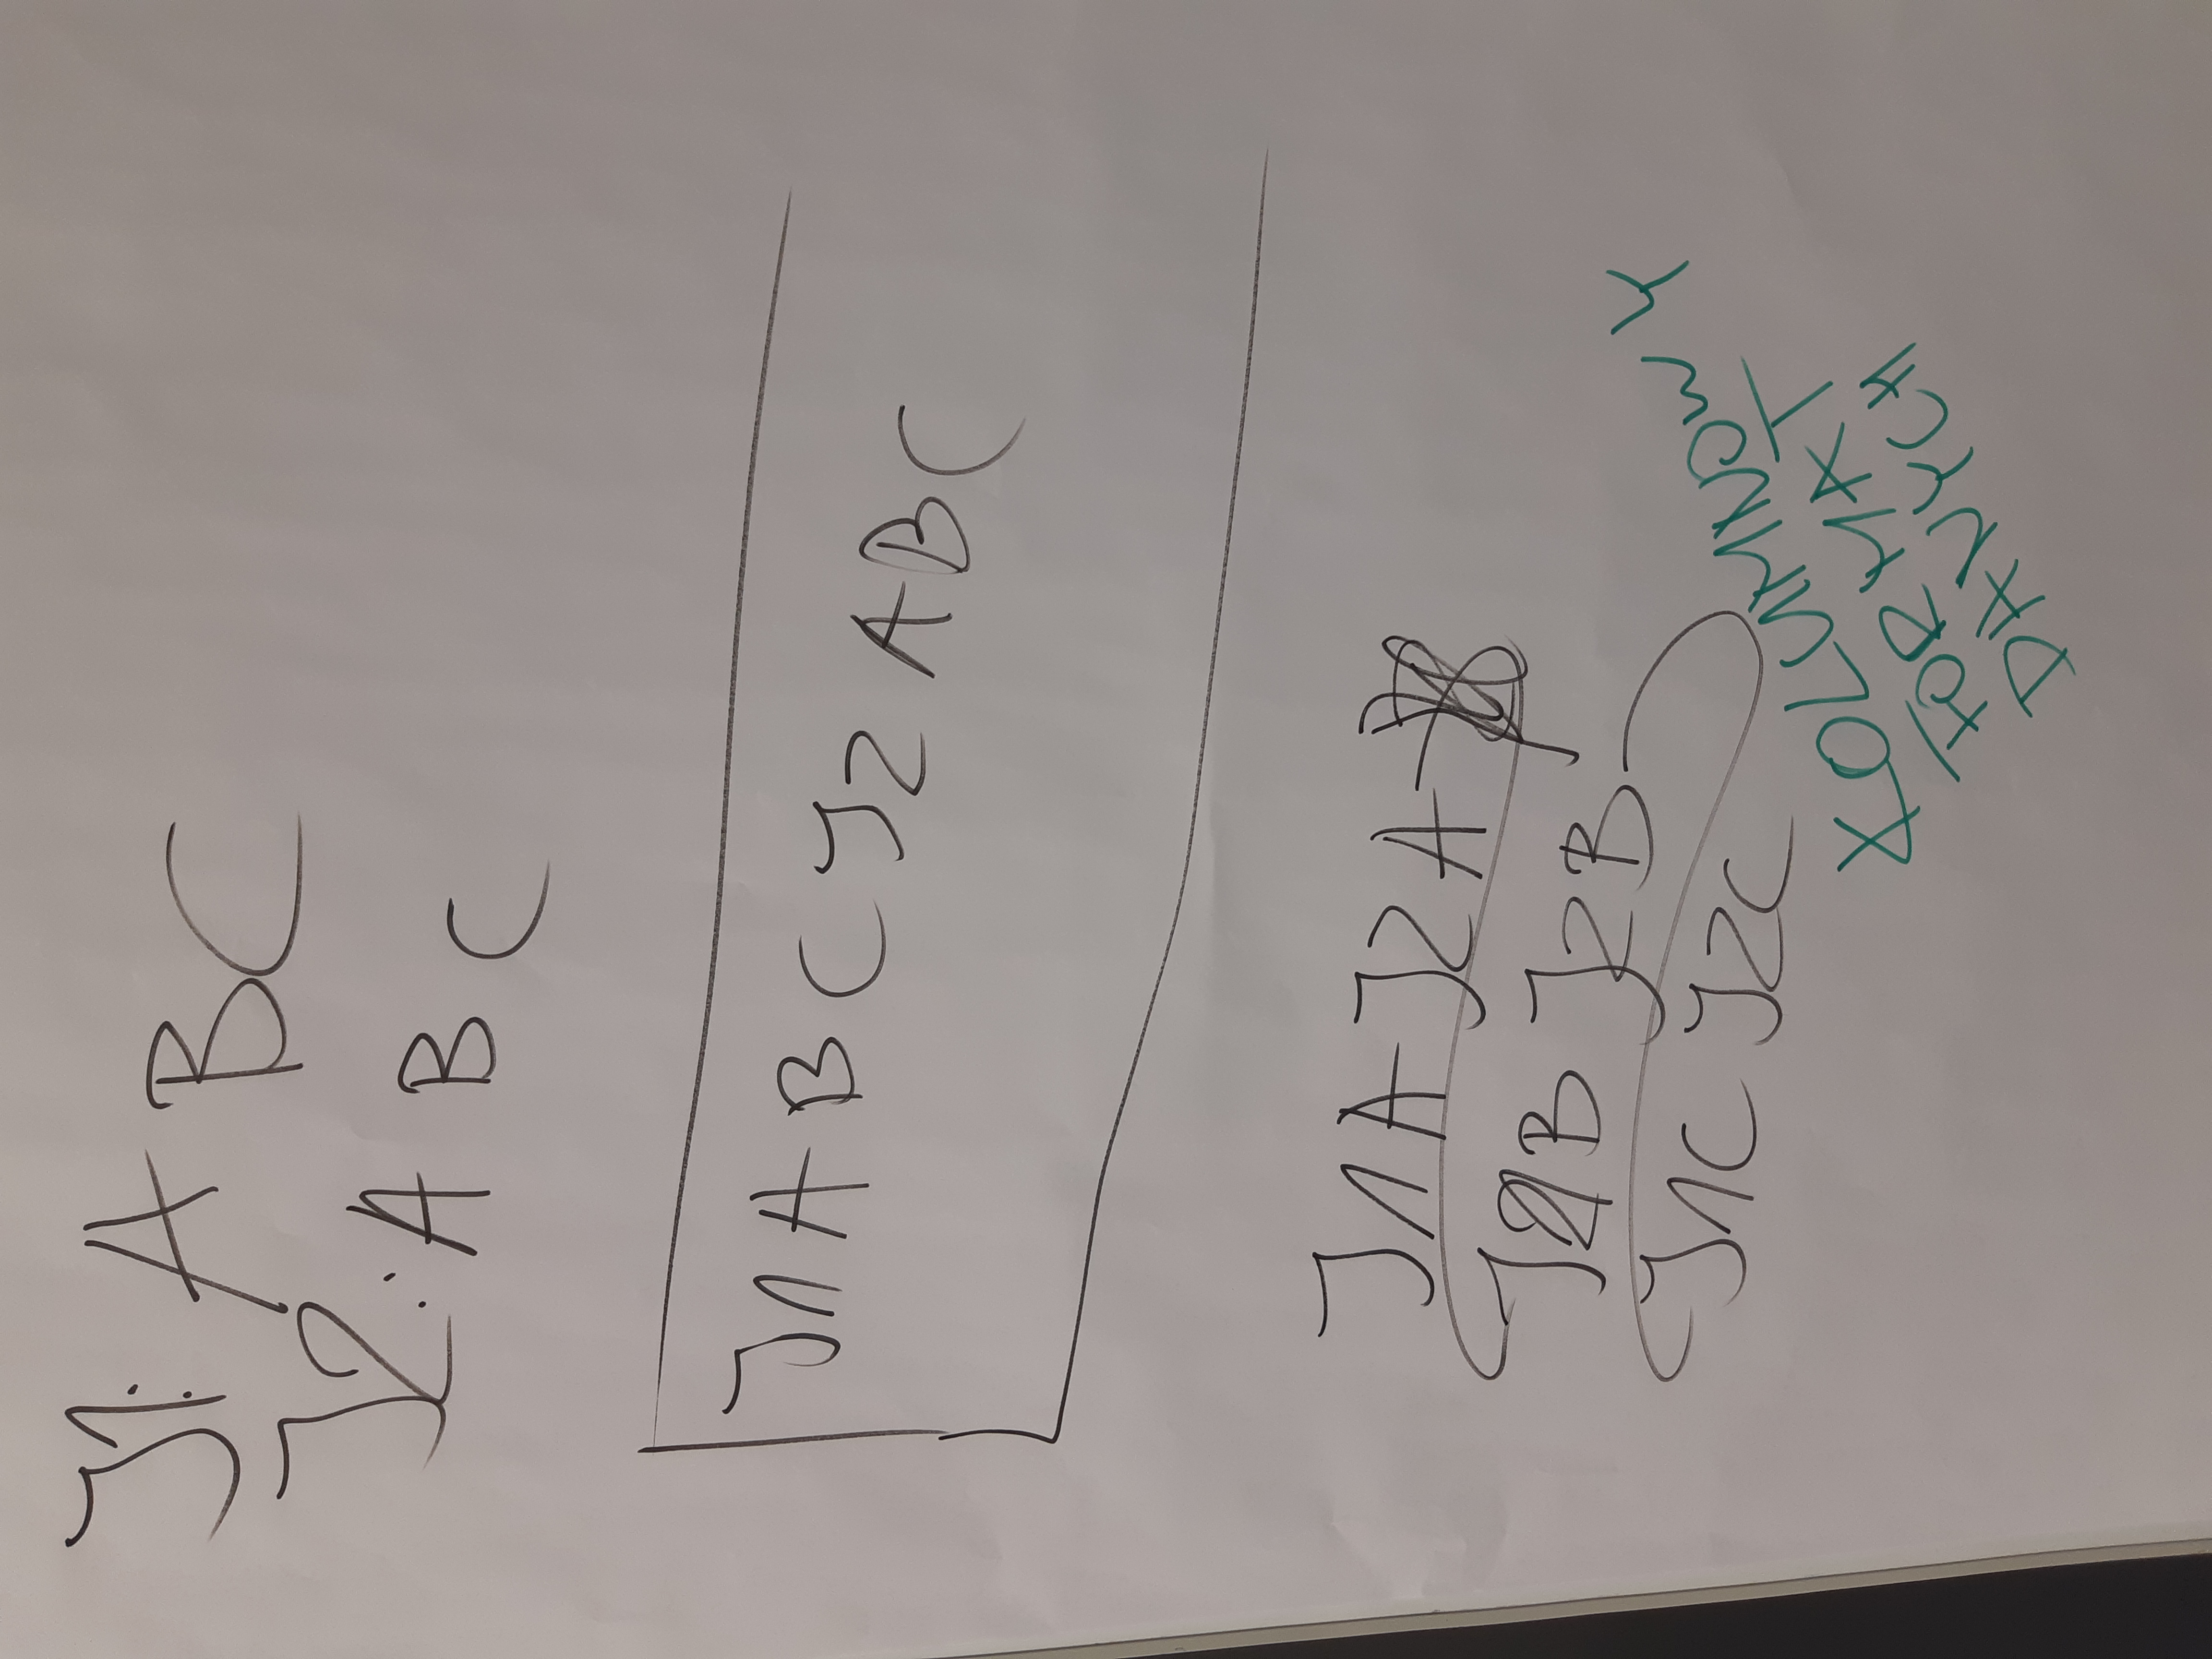 J1: A B C
J2: A B C
J1 A B C J2 A B C
J1 A J2 A
J1 B J2 B
J1 C J2 C
KOLUMNOWY
FORMAT
DANYCH